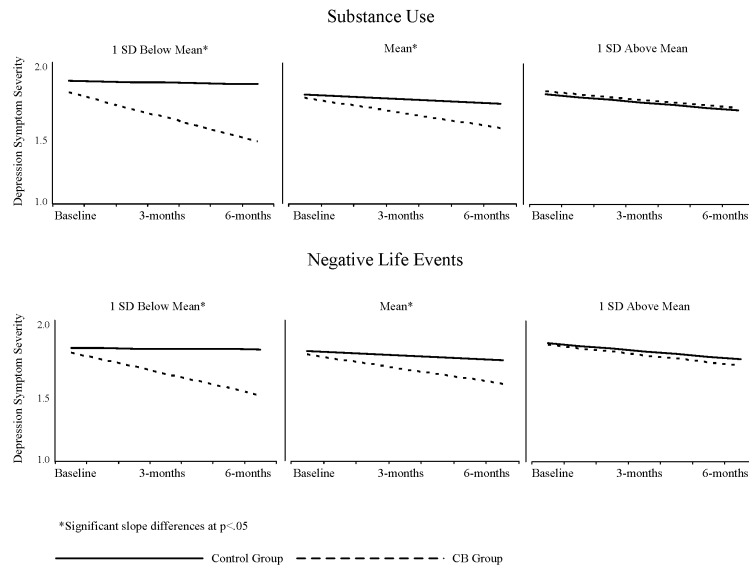 Substance Use
1 SD Below Mean*
Mean*
1 SD Above Mean
Depression Symptom Severity
2.0
1.5
1.0
Baseline 3-months 6-months
Baseline 3-months 6-months
Baseline 3-months 6-months
Negative Life Events
1 SD Below Mean*
Mean*
1 SD Above Mean
Depression Symptom Severity
2.0
1.5
1.0
Baseline 3-months 6-months
Baseline 3-months 6-months
Baseline 3-months 6-months
*Significant slope differences at p<.05
Control Group
CB Group